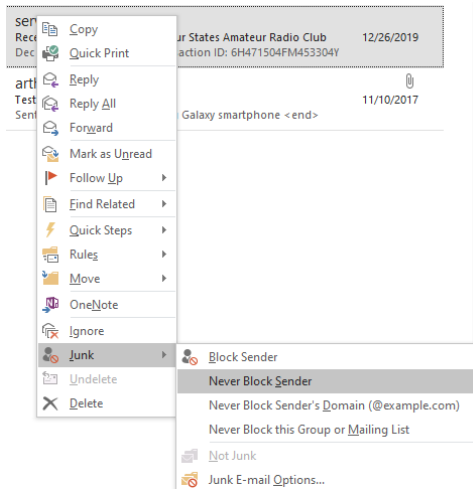 ser
Rece ur States Amateur Radio Club 12/26/2019
Dec action ID: 6H471504FM453304Y
art
Test 11/10/2017
Sent Galaxy smartphone <end>
Copy
Quick Print
Reply
Reply All
Forward
Mark as Unread
Follow Up
Find Related
Quick Steps
Rules
Move
OneNote
Ignore
Junk
Undelete
Delete
Block Sender
Never Block Sender
Never Block Sender's Domain (@example.com)
Never Block this Group or Mailing List
Not Junk
Junk E-mail Options...